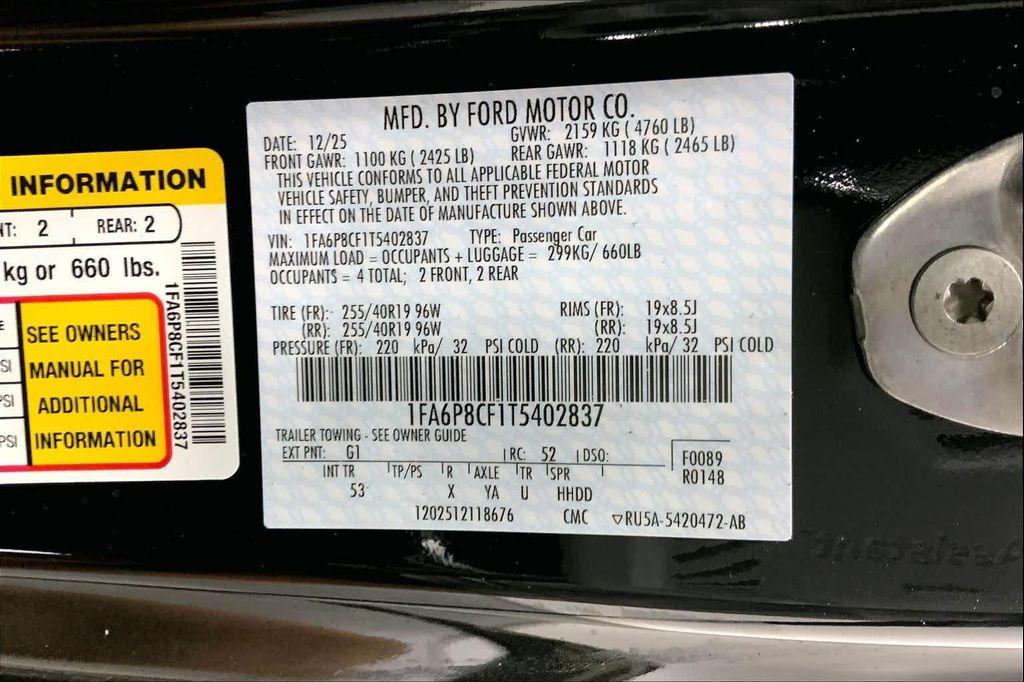 INFORMATION
NT: 2 REAR: 2
kg or 660 lbs.
SEE OWNERS
MANUAL FOR
ADDITIONAL
INFORMATION
PSI
PSI
PSI
1FA6P8CF1T5402837
MFD. BY FORD MOTOR CO.
DATE: 12/25 GVWR: 2159 KG ( 4760 LB)
FRONT GAWR: 1100 KG ( 2425 LB) REAR GAWR: 1118 KG ( 2465 LB)
THIS VEHICLE CONFORMS TO ALL APPLICABLE FEDERAL MOTOR
VEHICLE SAFETY, BUMPER, AND THEFT PREVENTION STANDARDS
IN EFFECT ON THE DATE OF MANUFACTURE SHOWN ABOVE.
VIN: 1FA6P8CF1T5402837 TYPE: Passenger Car
MAXIMUM LOAD = OCCUPANTS + LUGGAGE = 299KG/ 660LB
OCCUPANTS = 4 TOTAL; 2 FRONT, 2 REAR
TIRE (FR): 255/40R19 96W RIMS (FR): 19x8.5J
(RR): 255/40R19 96W (RR): 19x8.5J
PRESSURE (FR): 220 kPa/ 32 PSI COLD (RR): 220 kPa/ 32 PSI COLD
1FA6P8CF1T5402837
TRAILER TOWING - SEE OWNER GUIDE
EXT PNT: G1 RC: 52 DSO: F0089
INT TR TP/PS R AXLE TR SPR R0148
53 X YA U HHDD
1202512118676 CMC ▽RU5A-5420472-AB